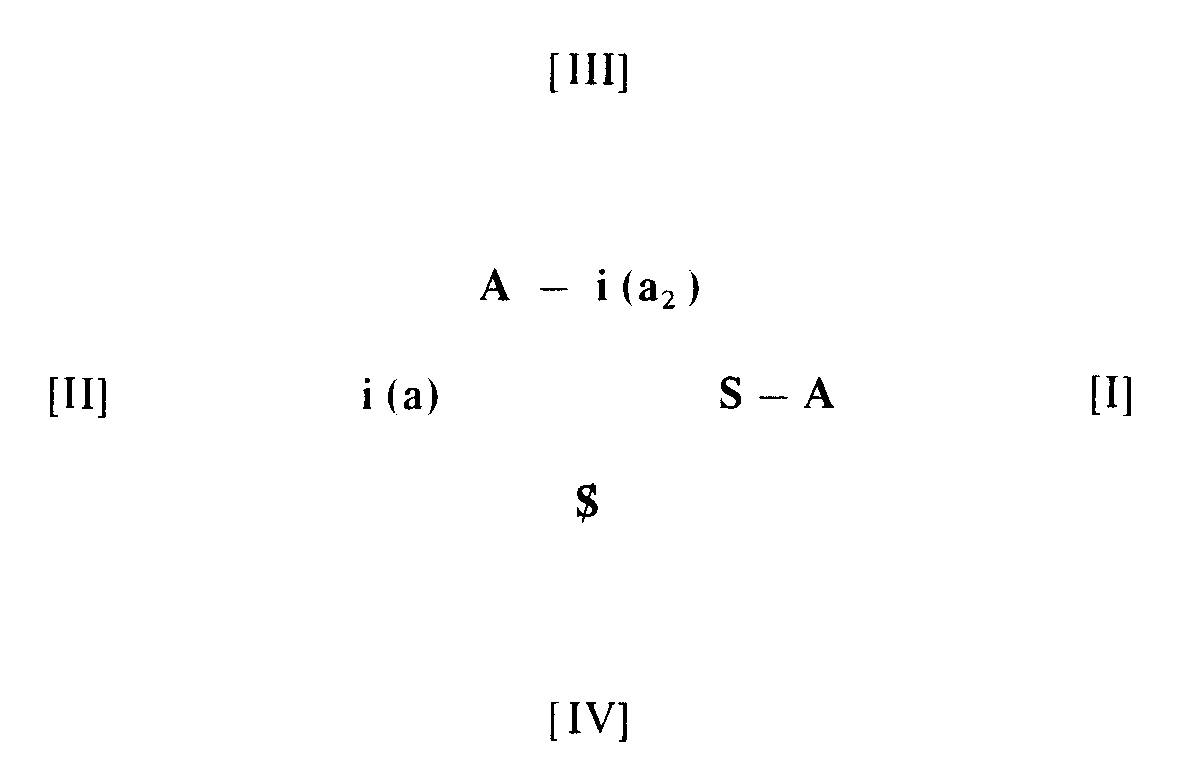 [III]
A – i (a₂ )
[II] i (a) S – A [I]
$
[IV]